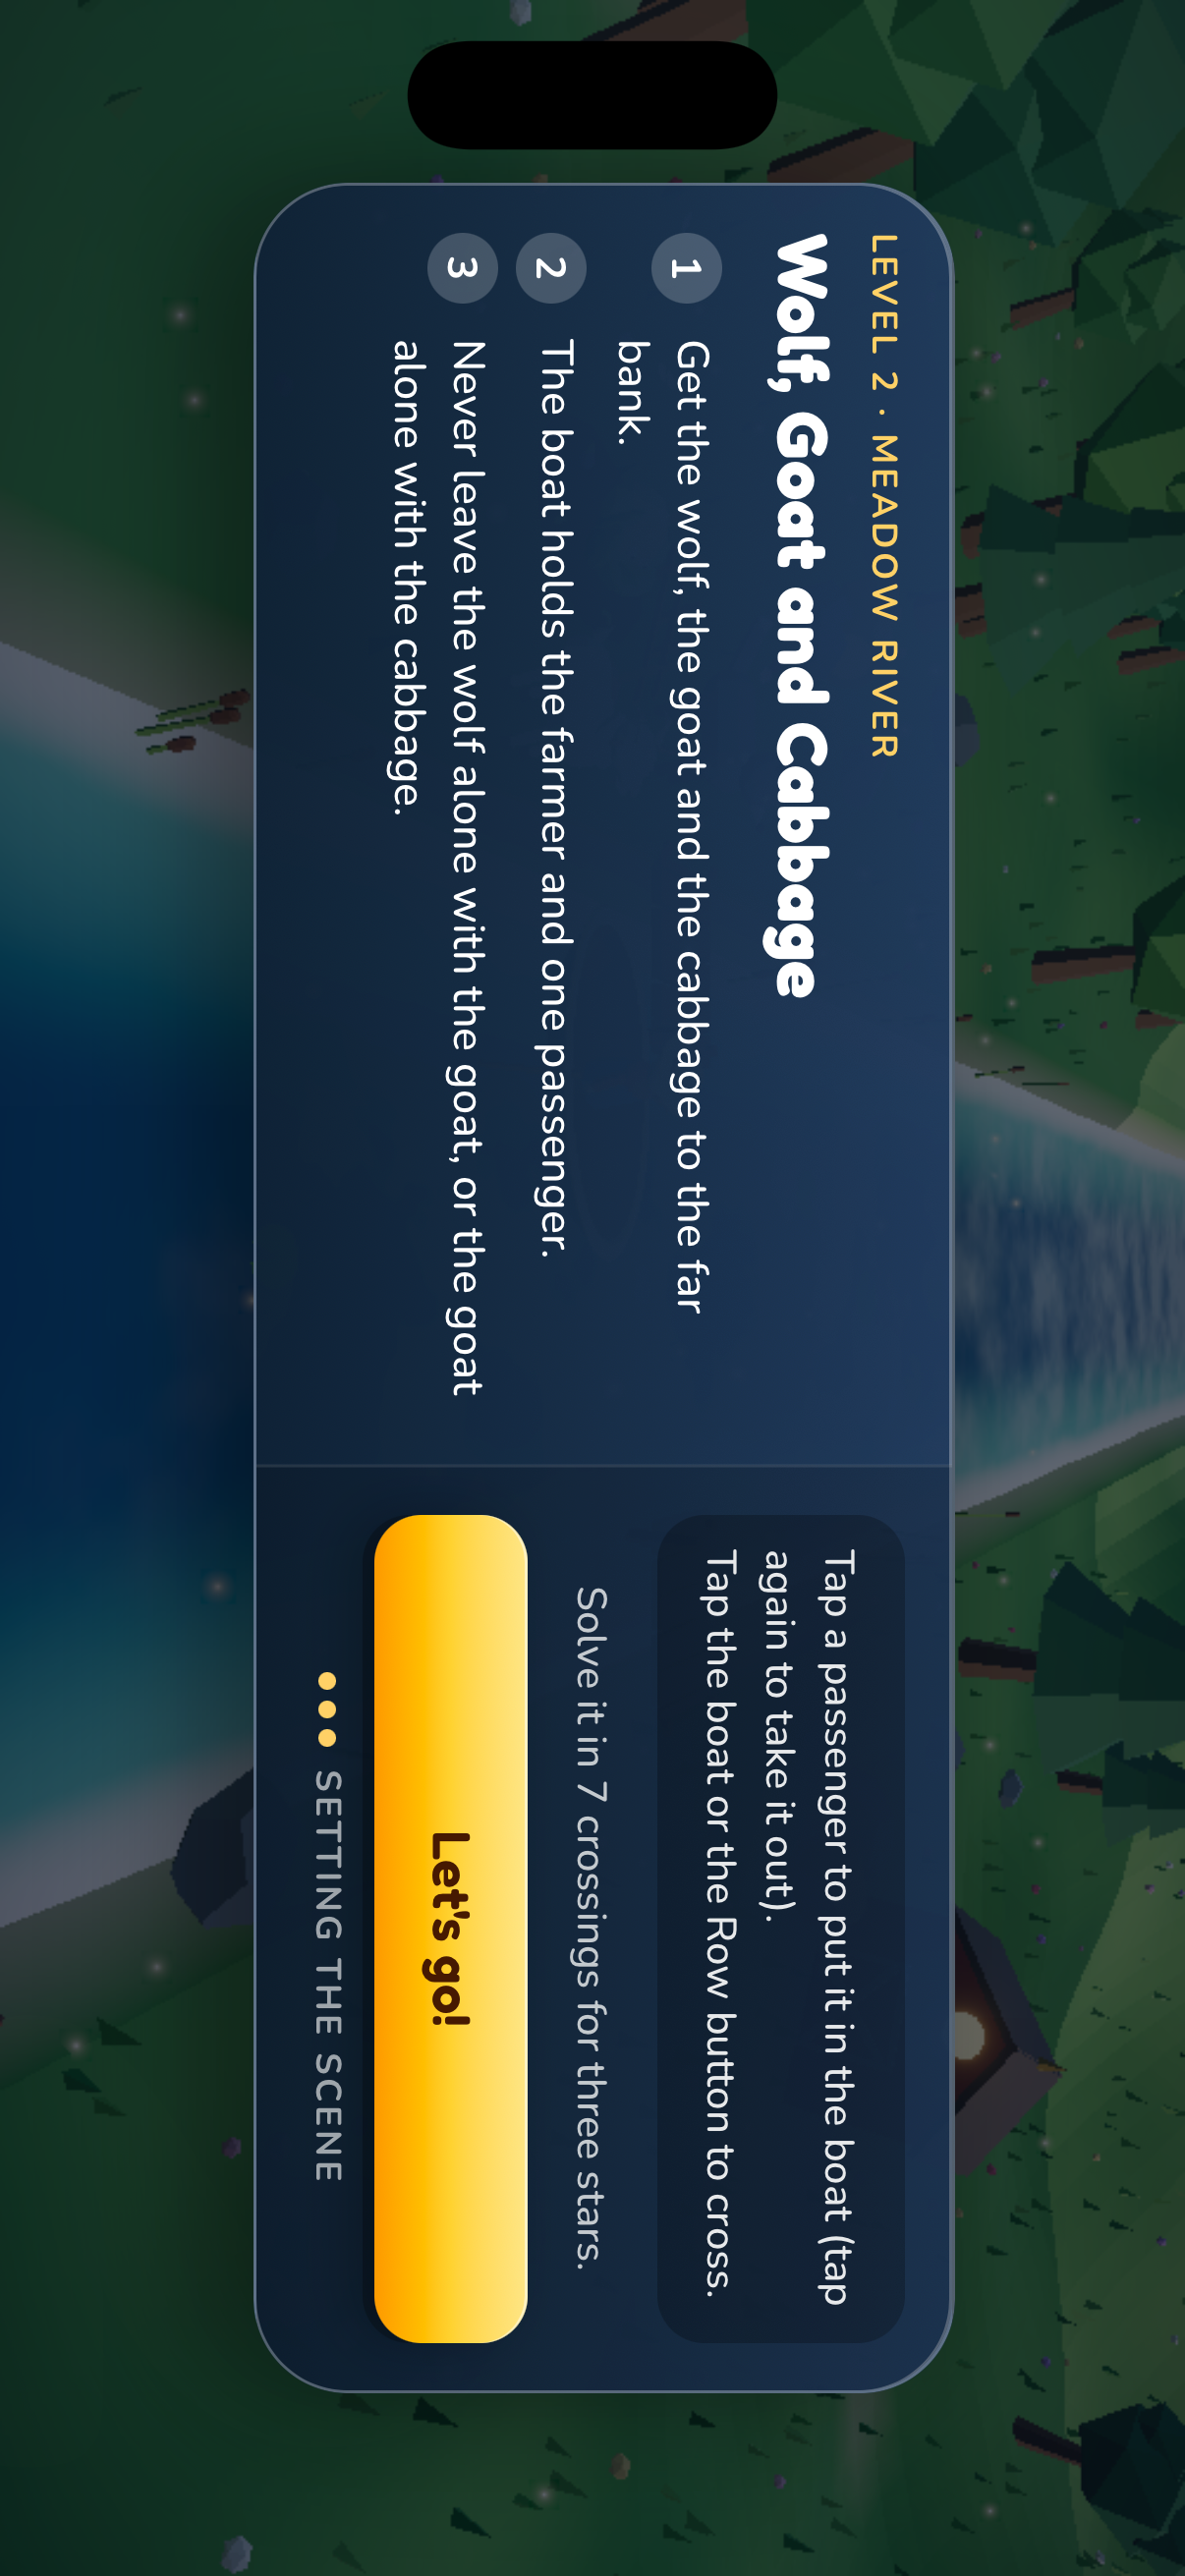 LEVEL 2 · MEADOW RIVER
Wolf, Goat and Cabbage
1 Get the wolf, the goat and the cabbage to the far
bank.
2 The boat holds the farmer and one passenger.
3 Never leave the wolf alone with the goat, or the goat
alone with the cabbage.
Tap a passenger to put it in the boat (tap
again to take it out).
Tap the boat or the Row button to cross.
Solve it in 7 crossings for three stars.
Let's go!
SETTING THE SCENE